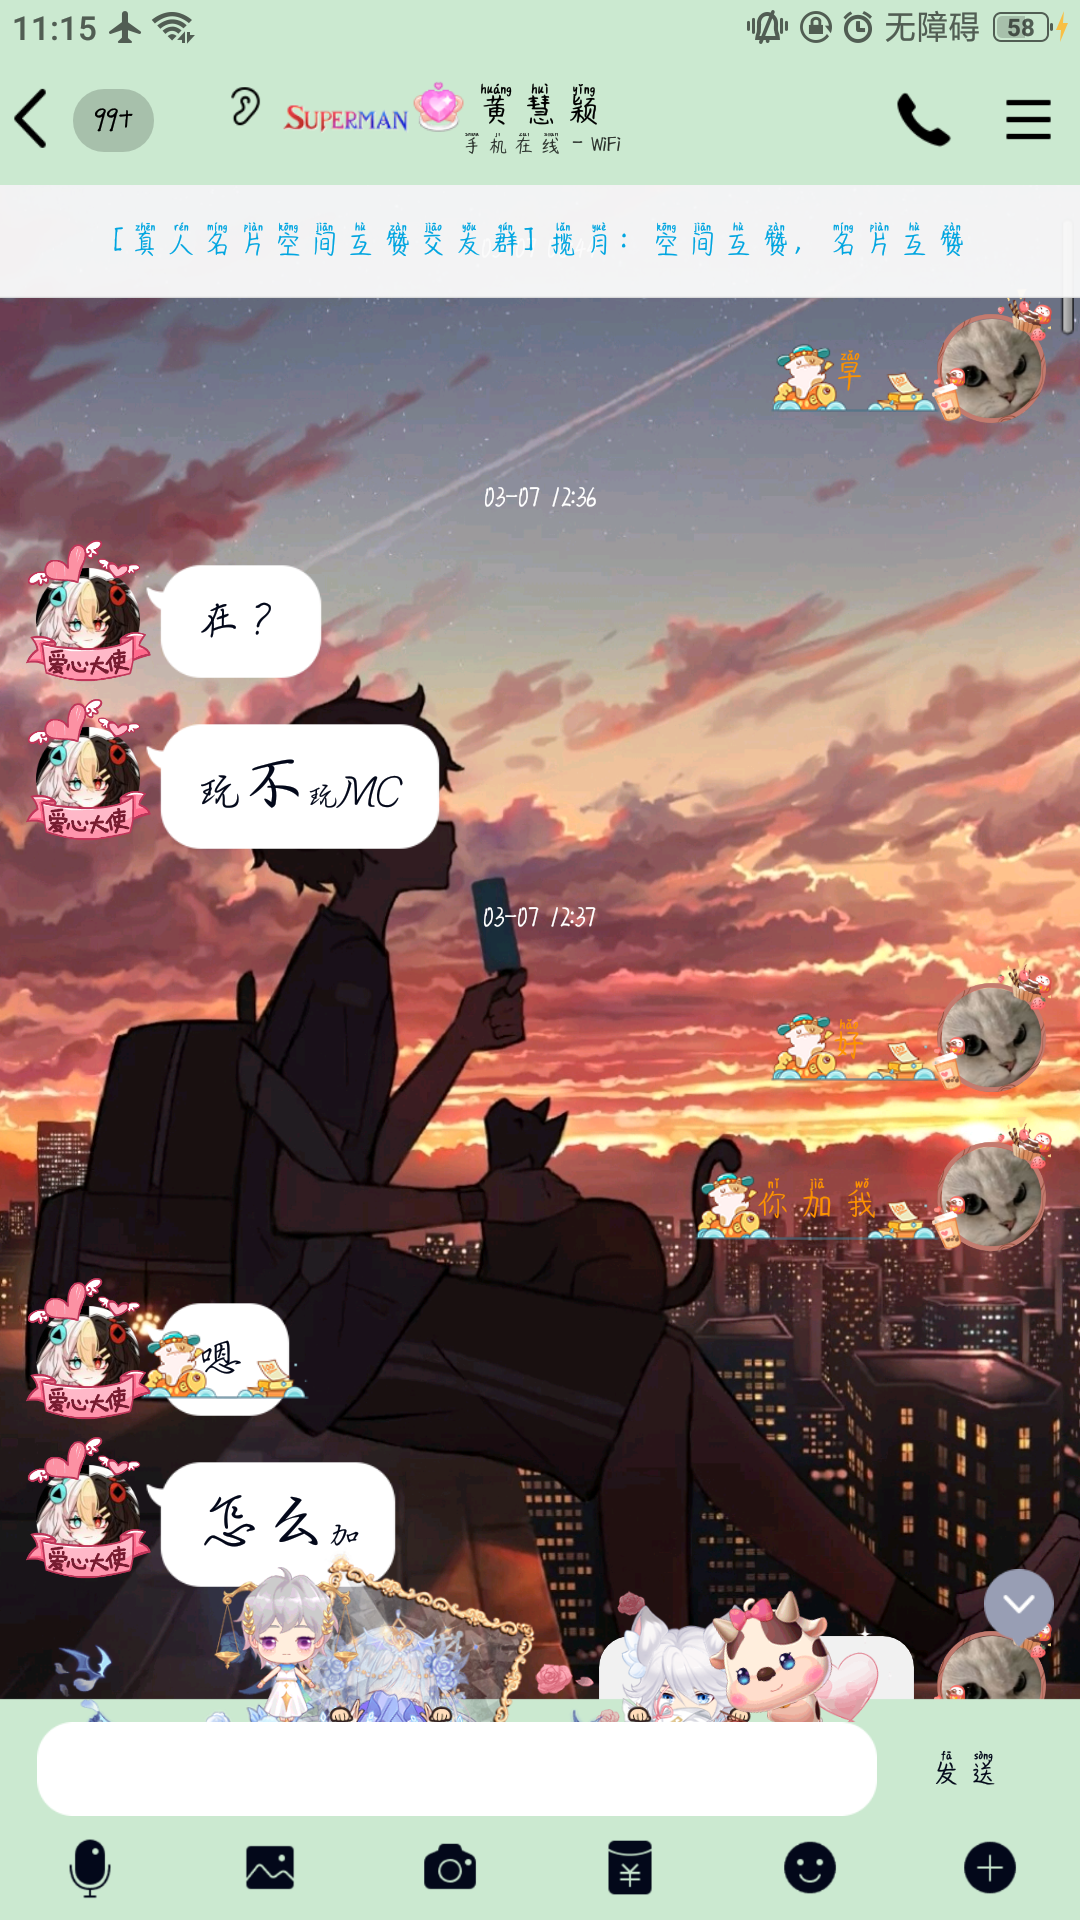 11:15 无障碍 58
99+ SUPERMAN 黄慧颖
手机在线 - WiFi
[真人名片空间互赞交友群]揽月：空间互赞，名片互赞
草
03-07 12:36
在？
爱心大使
玩不玩MC
爱心大使
03-07 12:37
好
你加我
嗯
爱心大使
怎么加
爱心大使
发送